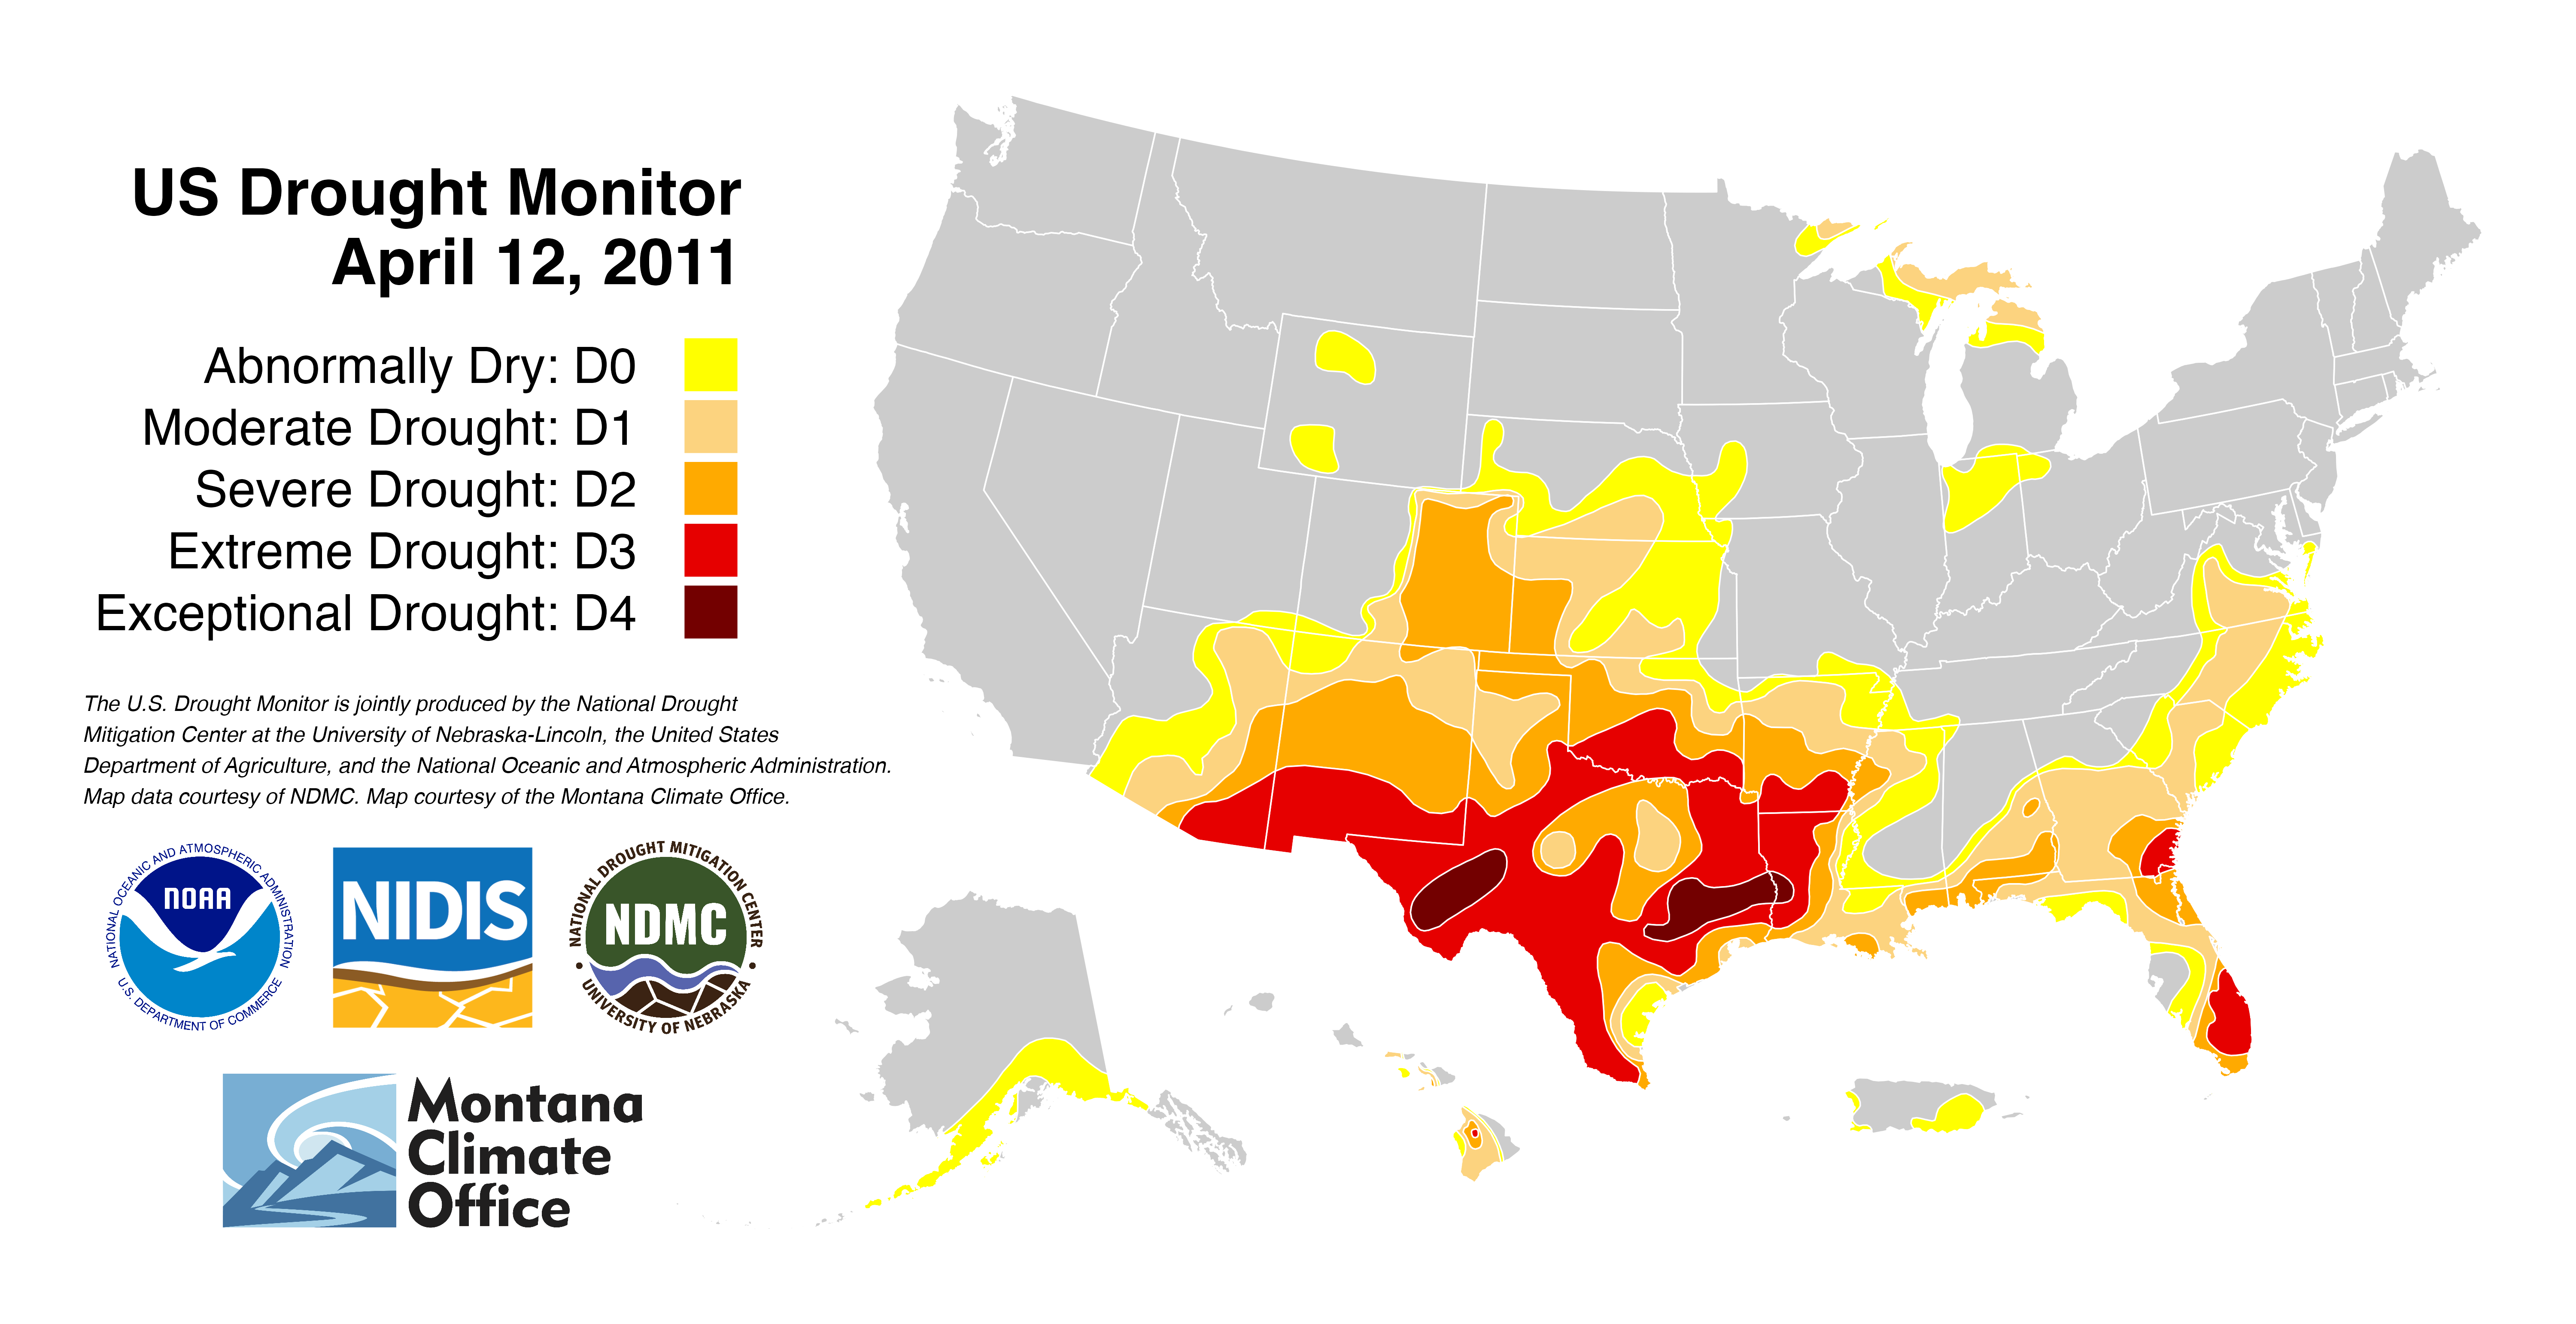 US Drought Monitor
April 12, 2011
Abnormally Dry: D0
Moderate Drought: D1
Severe Drought: D2
Extreme Drought: D3
Exceptional Drought: D4
The U.S. Drought Monitor is jointly produced by the National Drought
Mitigation Center at the University of Nebraska-Lincoln, the United States
Department of Agriculture, and the National Oceanic and Atmospheric Administration.
Map data courtesy of NDMC. Map courtesy of the Montana Climate Office.
NATIONAL OCEANIC AND ATMOSPHERIC ADMINISTRATION
NOAA
U.S. DEPARTMENT OF COMMERCE
NIDIS
NATIONAL DROUGHT MITIGATION CENTER
NDMC
UNIVERSITY OF NEBRASKA
Montana
Climate
Office